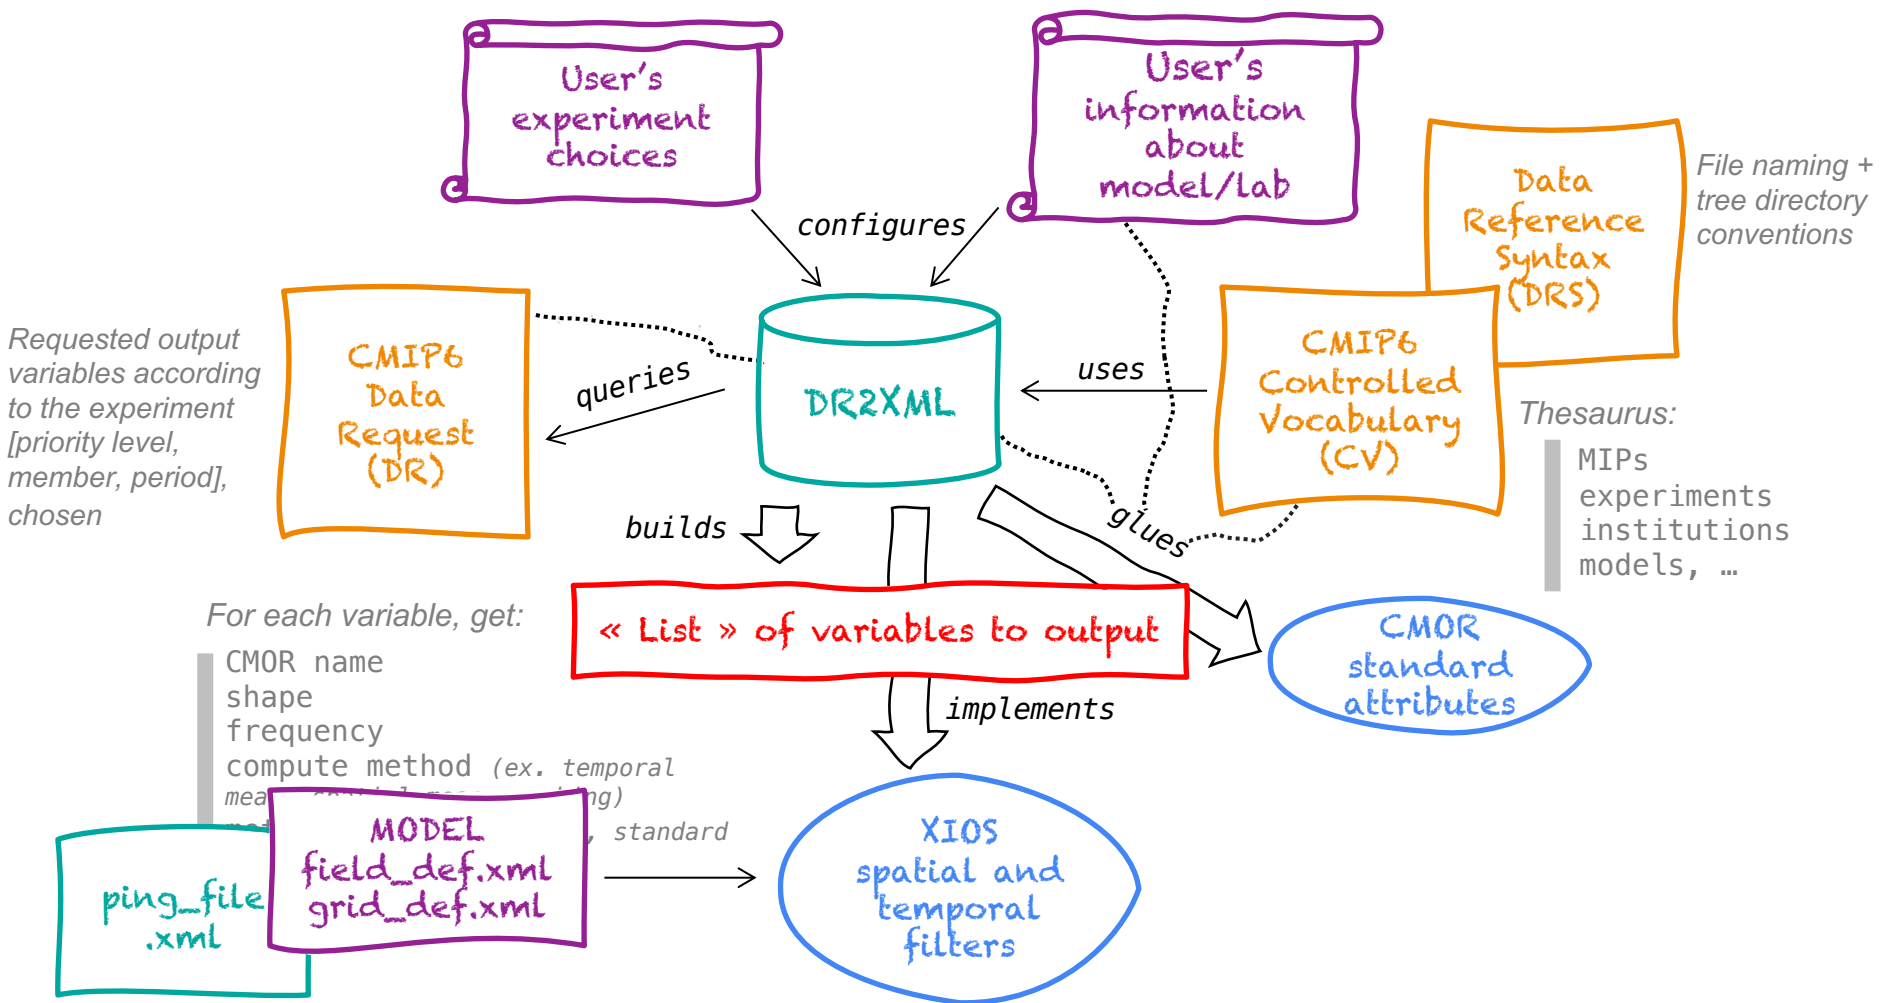 User's
experiment
choices
User's
information
about
model/lab
configures
Data
Reference
Syntax
(DRS)
File naming +
tree directory
conventions
Requested output
variables according
to the experiment
[priority level,
member, period],
chosen
CMIP6
Data
Request
(DR)
queries
DR2XML
uses
CMIP6
Controlled
Vocabulary
(CV)
Thesaurus:
MIPs
experiments
institutions
models, …
builds
glues
« List » of variables to output
CMOR
standard
attributes
implements
For each variable, get:
CMOR name
shape
frequency
compute method (ex. temporal
, standard
MODEL
field_def.xml
grid_def.xml
ping_file
.xml
XIOS
spatial and
temporal
filters